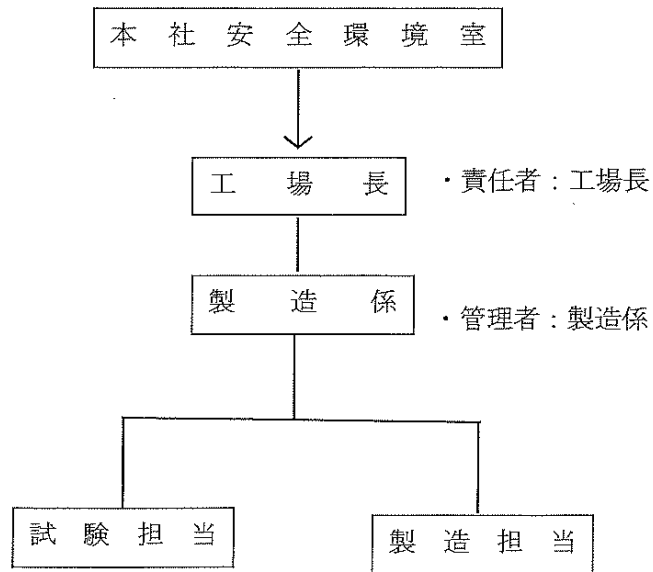 本社安全環境室
工場長
・責任者：工場長
製造係
・管理者：製造係
試験担当
製造担当